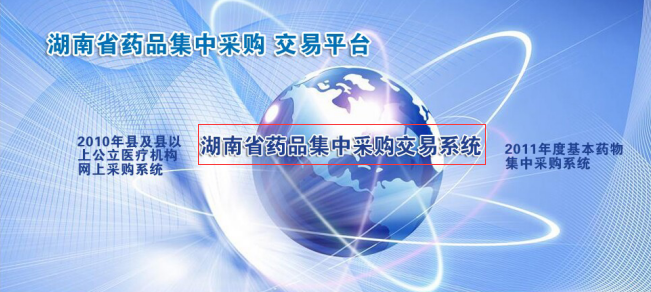 湖南省药品集中采购 交易平台
2010年县及县以
上公立医疗机构
网上采购系统
湖南省药品集中采购交易系统
2011年度基本药物
集中采购系统